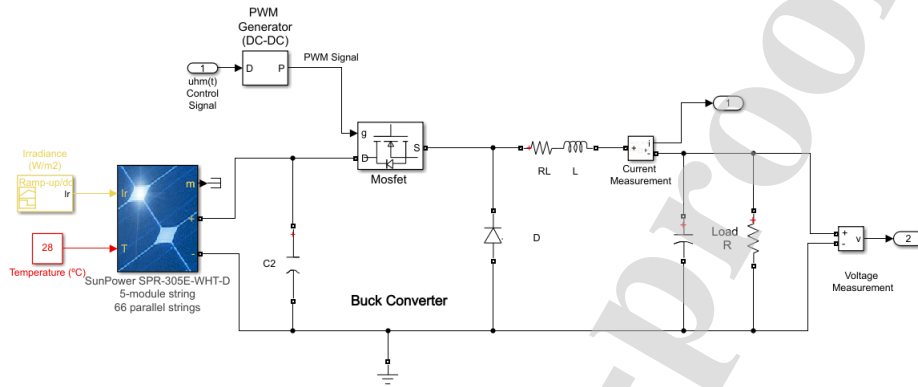 PWM
Generator
(DC-DC)
D
P
PWM Signal
1
uhm(t)
Control
Signal
g
D
S
Mosfet
RL
L
i
+
-
Current
Measurement
1
Irradiance
(W/m2)
Ramp-up/do
Ir
Ir
m
+
T
-
28
Temperature (ºC)
SunPower SPR-305E-WHT-D
5-module string
66 parallel strings
+
C2
Buck Converter
D
+
+
+
Load
R
+
-
v
2
Voltage
Measurement
-proof